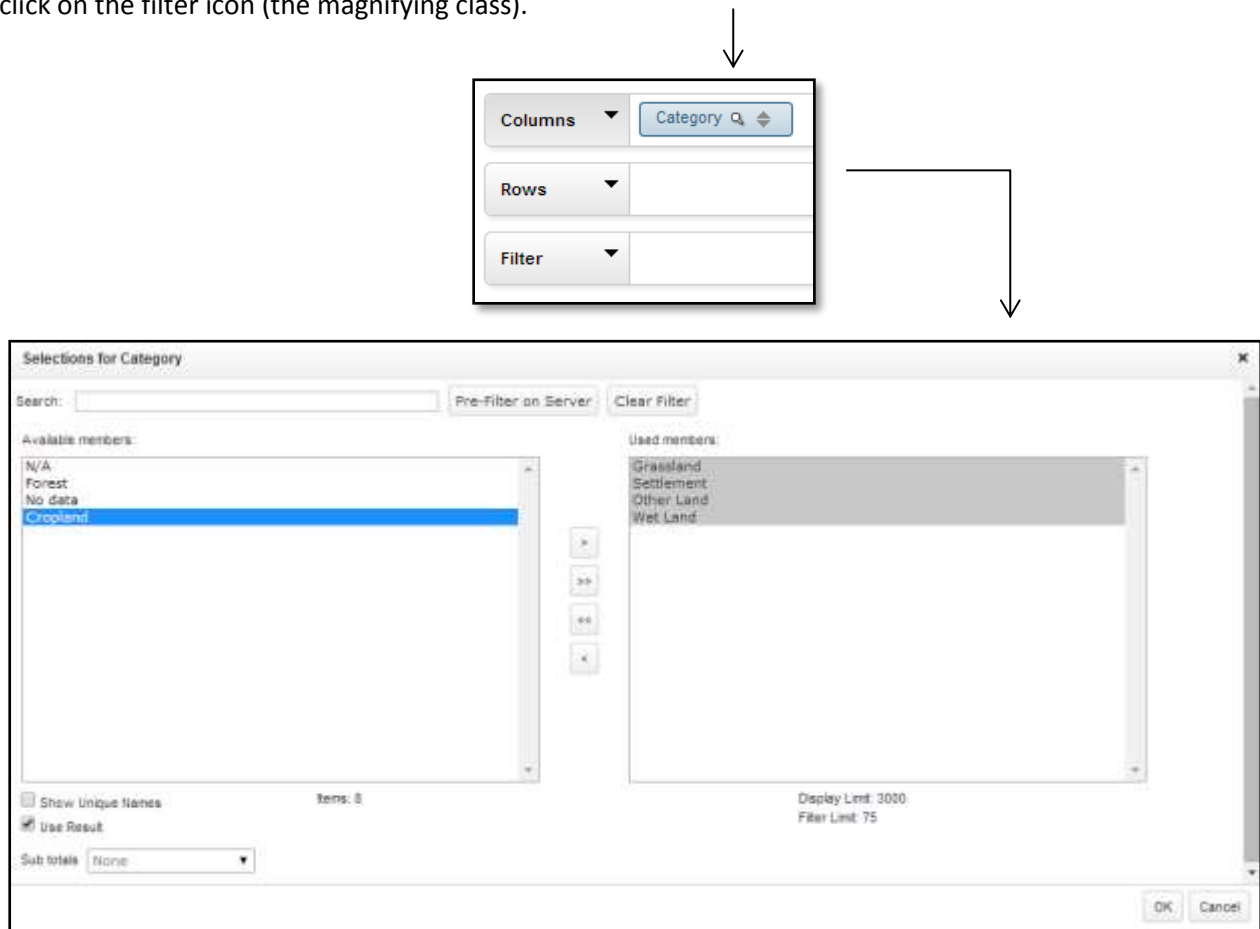 click on the filter icon (the magnifying class).
Columns
Category
Rows
Filter
Selections for Category
×
Search:
Pre-Filter on Server
Clear Filter
Available members:
Used members:
N/A
Forest
No data
Cropland
Grassland
Settlement
Other Land
Wet Land
>
>>
<<
<
Show Unique Names
Items: 8
Display Limit: 3000
Filter Limit: 75
Use Result
Sub totals
None
OK
Cancel